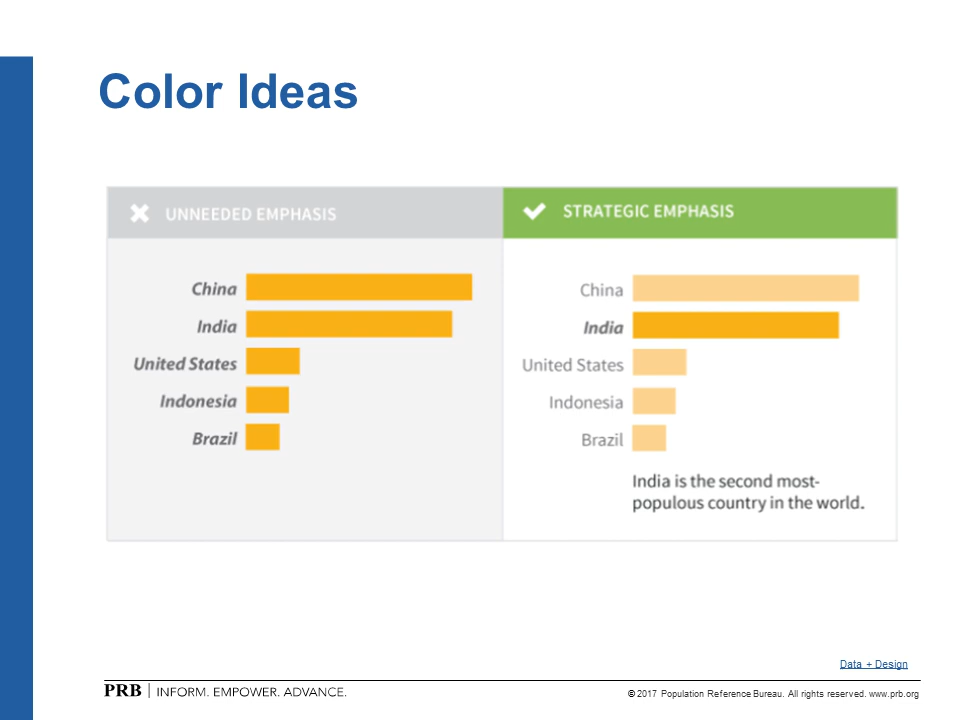 Color Ideas
UNNEEDED EMPHASIS
China
India
United States
Indonesia
Brazil
STRATEGIC EMPHASIS
China
India
United States
Indonesia
Brazil
India is the second most-
populous country in the world.
Data + Design
PRB | INFORM. EMPOWER. ADVANCE.
© 2017 Population Reference Bureau. All rights reserved. www.prb.org